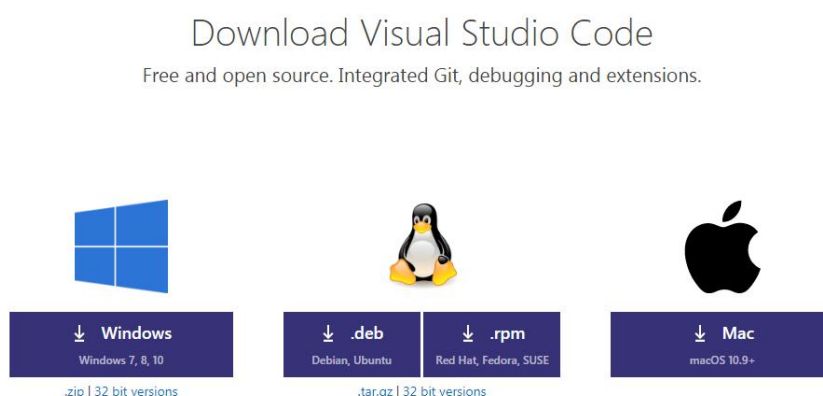 Download Visual Studio Code
Free and open source. Integrated Git, debugging and extensions.
Windows
Windows 7, 8, 10
.zip | 32 bit versions
.deb
Debian, Ubuntu
.rpm
Red Hat, Fedora, SUSE
.tar.gz | 32 bit versions
Mac
macOS 10.9+